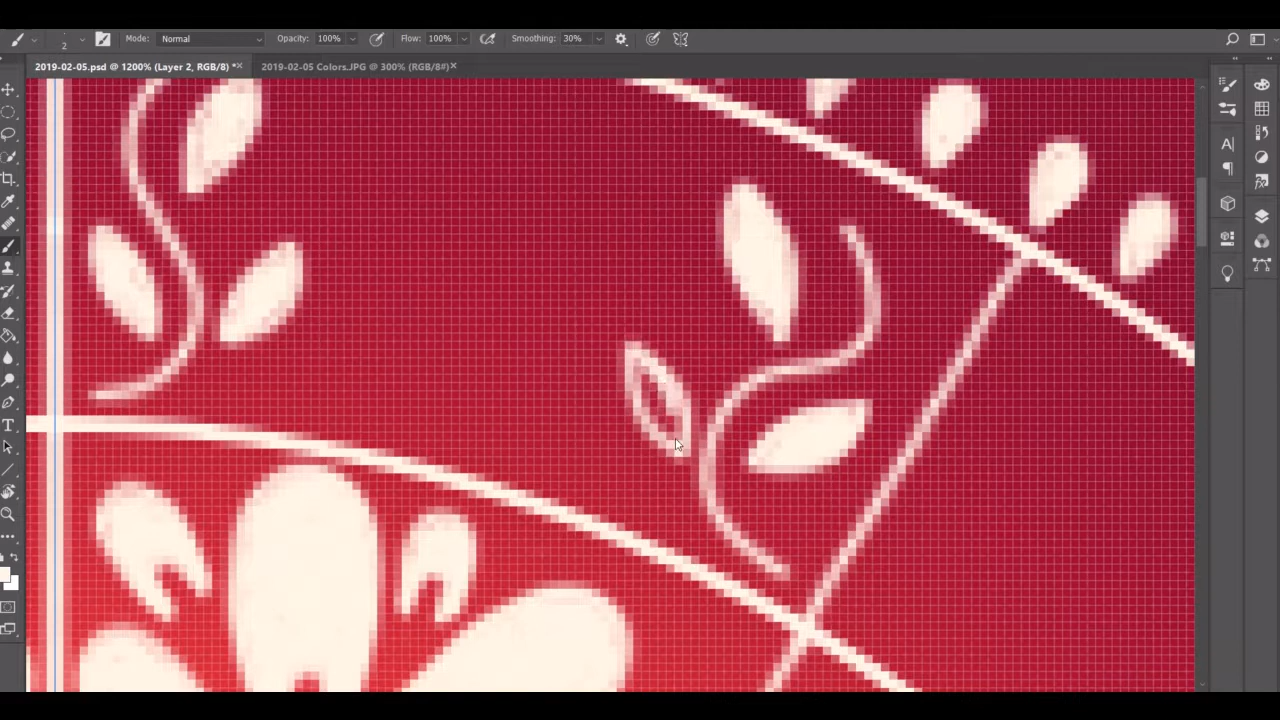 2 Mode: Normal Opacity: 100% Flow: 100% Smoothing: 30%
2019-02-05.psd @ 1200% (Layer 2, RGB/8) * 2019-02-05 Colors.JPG @ 300% (RGB/8#)